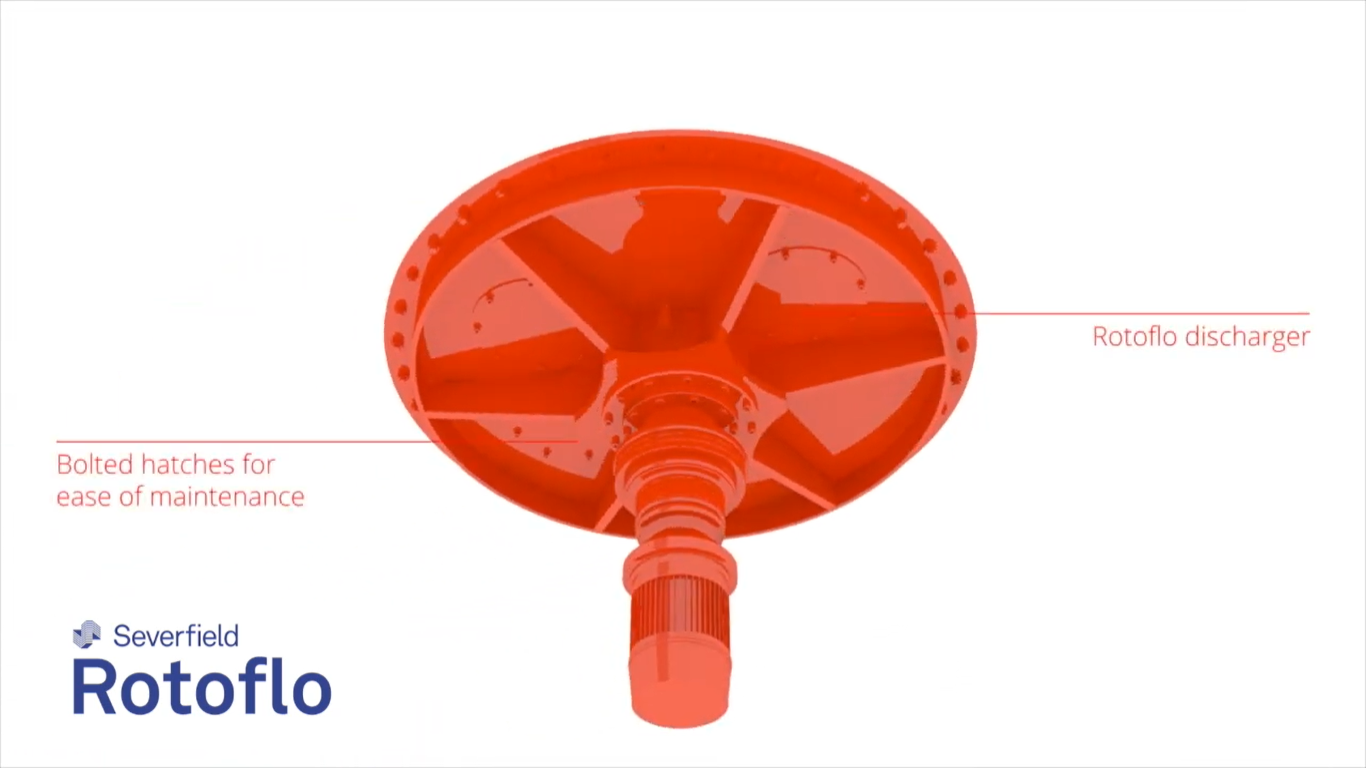 Rotoflo discharger
Bolted hatches for
ease of maintenance
Severfield
Rotoflo